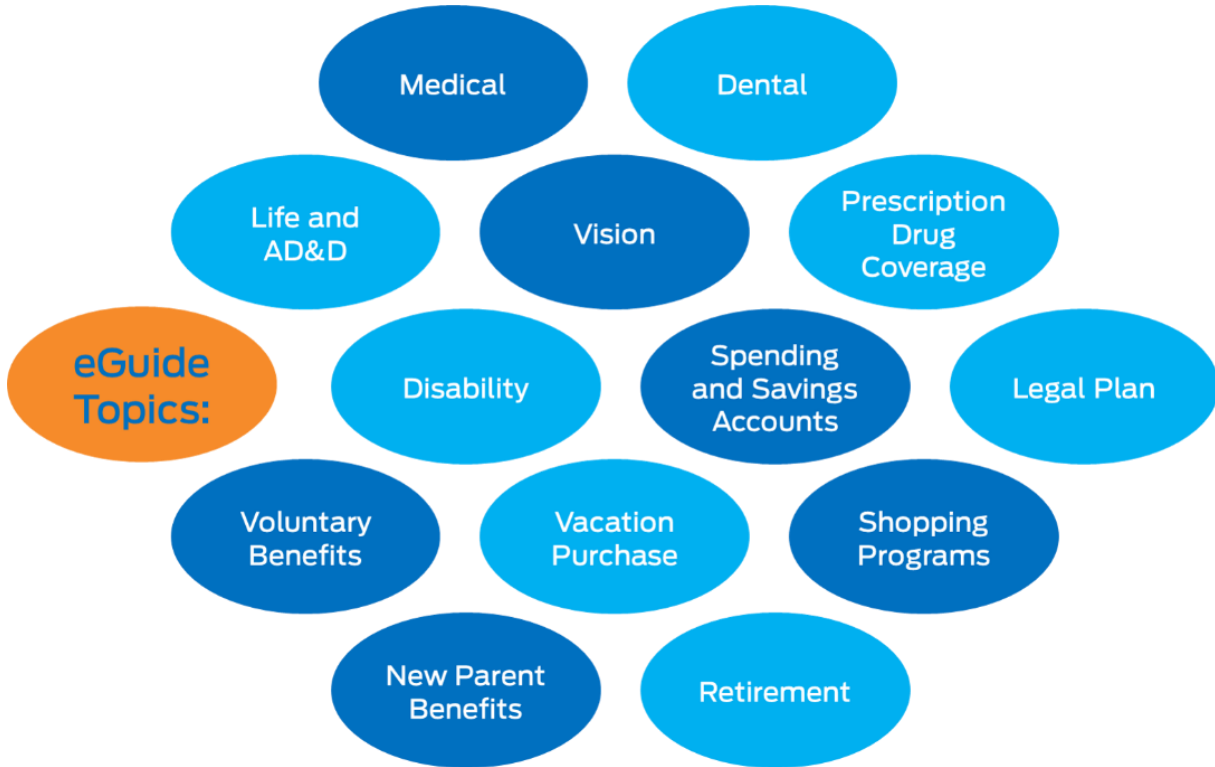 Medical
Dental
Life and
AD&D
Vision
Prescription
Drug
Coverage
eGuide
Topics:
Disability
Spending
and Savings
Accounts
Legal Plan
Voluntary
Benefits
Vacation
Purchase
Shopping
Programs
New Parent
Benefits
Retirement